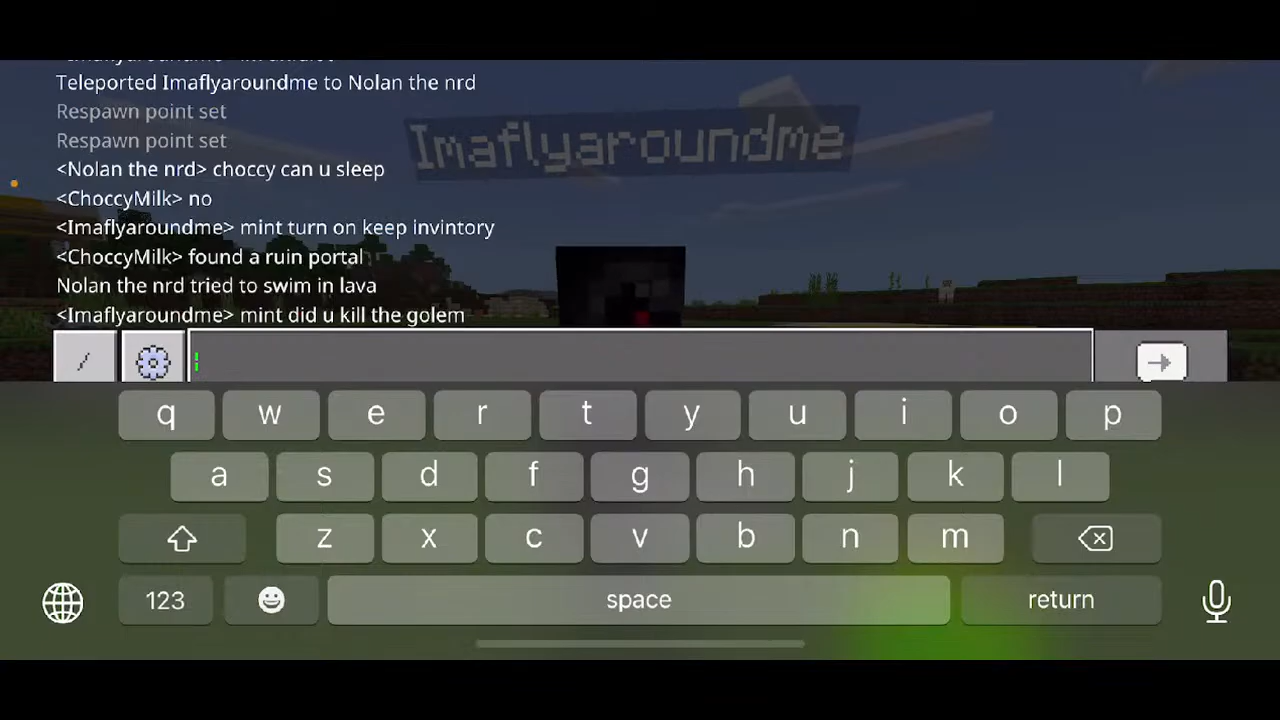 Teleported Imaflyaroundme to Nolan the nrd
Respawn point set
Respawn point set
<Nolan the nrd> choccy can u sleep
<ChoccyMilk> no
<Imaflyaroundme> mint turn on keep invintory
<ChoccyMilk> found a ruin portal
Nolan the nrd tried to swim in lava
<Imaflyaroundme> mint did u kill the golem
Imaflyaroundme
/
q w e r t y u i o p
a s d f g h j k l
z x c v b n m
123 space return